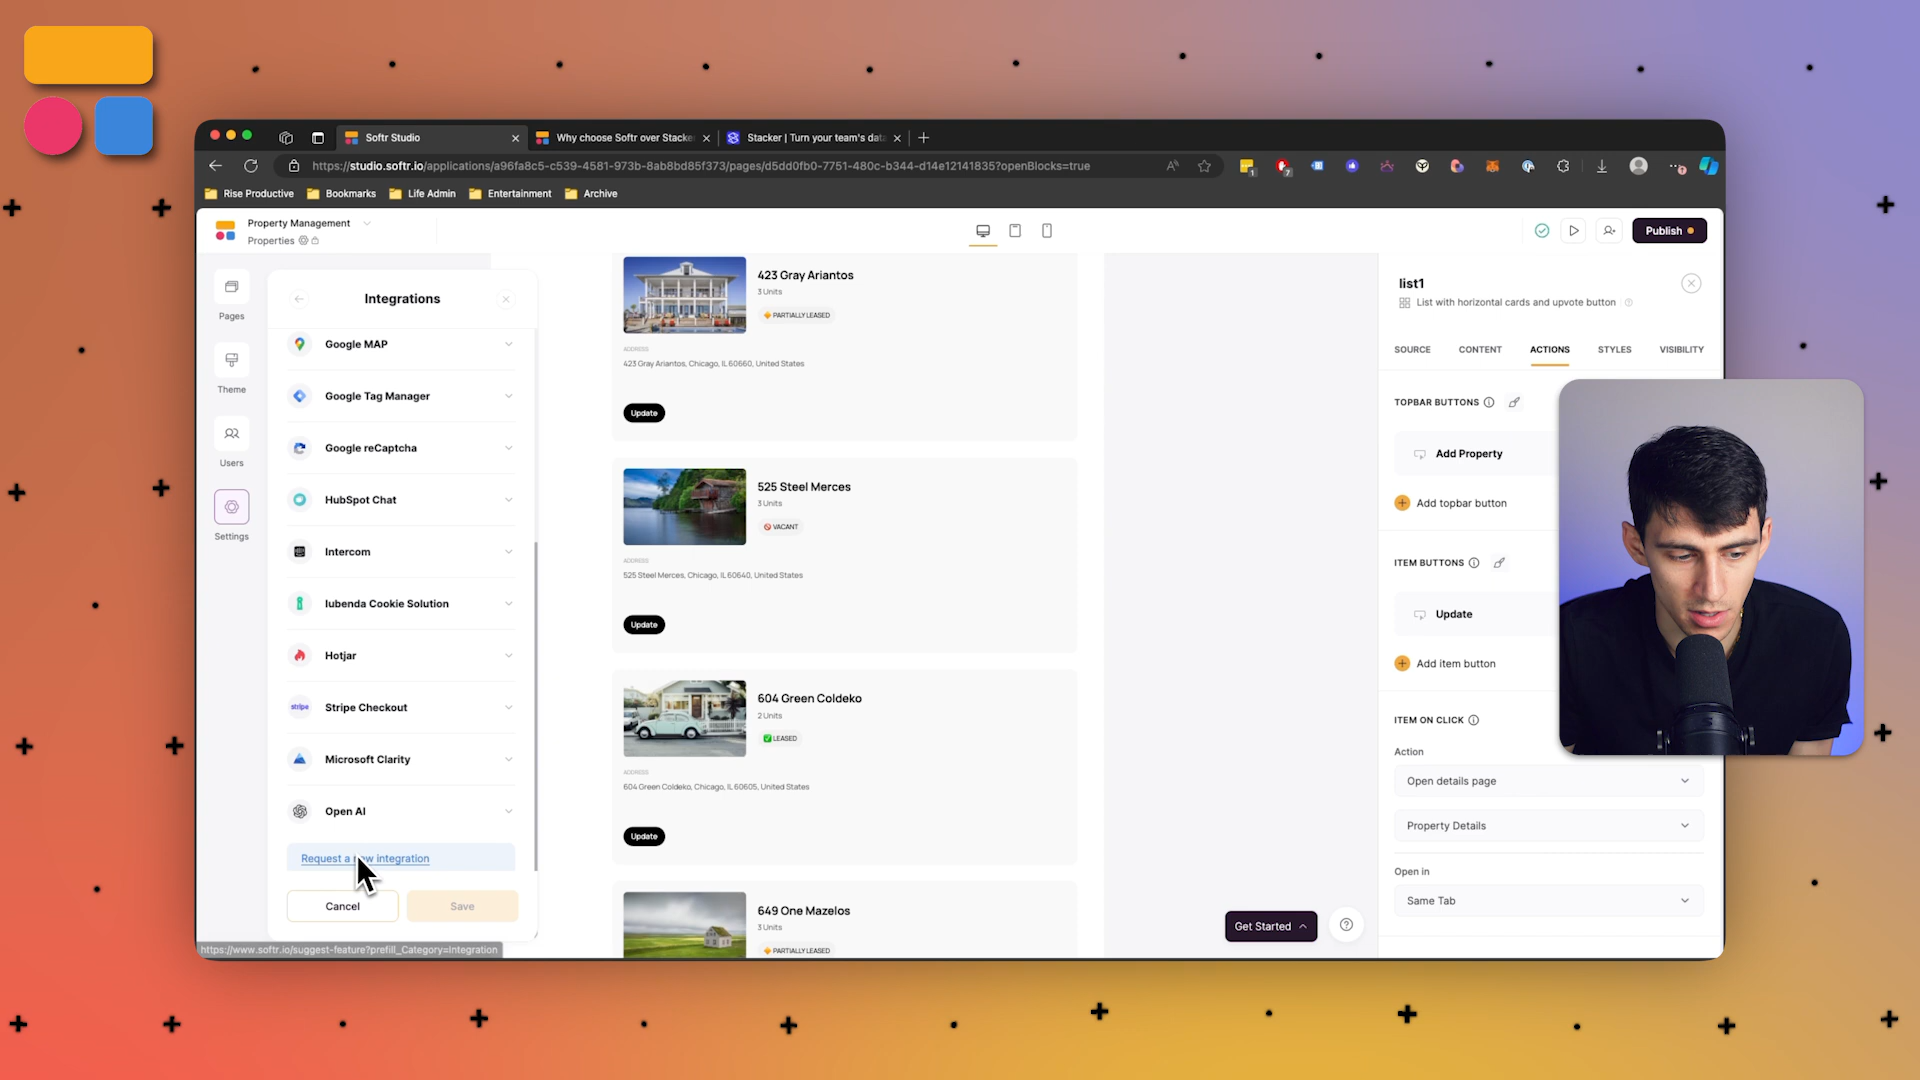 Softr Studio
Why choose Softr over Stacke
Stacker | Turn your team's dat
https://studio.softr.io/applications/a96fa8c5-c539-4581-973b-8ab8bd85f373/pages/d5dd0fb0-7751-480c-b344-d14e12141835?openBlocks=true
Rise Productive
Bookmarks
Life Admin
Entertainment
Archive
Property Management
Properties
Publish
Pages
Theme
Users
Settings
Integrations
Google MAP
Google Tag Manager
Google reCaptcha
HubSpot Chat
Intercom
Iubenda Cookie Solution
Hotjar
stripe Stripe Checkout
Microsoft Clarity
Open AI
Request a integration
Cancel
Save
https://www.softr.io/suggest-feature?prefill_Category=Integration
423 Gray Ariantos
3 Units
PARTIALLY LEASED
ADDRESS
423 Gray Ariantos, Chicago, IL 60660, United States
Update
525 Steel Merces
3 Units
VACANT
ADDRESS
525 Steel Merces, Chicago, IL 60640, United States
Update
604 Green Coldeko
2 Units
LEASED
ADDRESS
604 Green Coldeko, Chicago, IL 60605, United States
Update
649 One Mazelos
3 Units
PARTIALLY LEASED
Get Started
list1
List with horizontal cards and upvote button
SOURCE
CONTENT
ACTIONS
STYLES
VISIBILITY
TOPBAR BUTTONS
Add Property
Add topbar button
ITEM BUTTONS
Update
Add item button
ITEM ON CLICK
Action
Open details page
Property Details
Open in
Same Tab